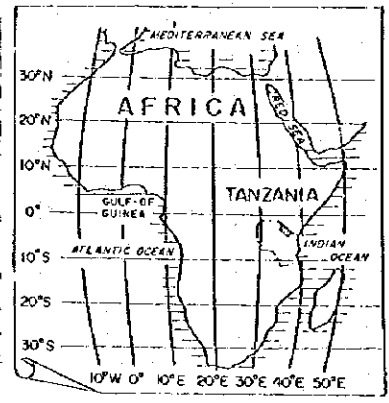 MEDITERRANEAN SEA
30°N
AFRICA
RED SEA
20°N
10°N
TANZANIA
GULF-OF
GUINEA
0°
ATLANTIC OCEAN
INDIAN
OCEAN
10°S
20°S
30°S
10°W 0° 10°E 20°E 30°E 40°E 50°E